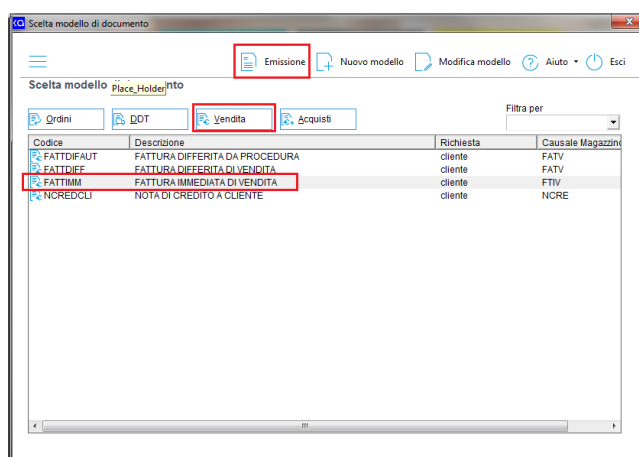 Scelta modello di documento
Emissione Nuovo modello Modifica modello Aiuto Esci
Scelta modello nto
Place_Holder
Filtra per
Ordini DDT Vendita Acquisti
Codice Descrizione Richiesta Causale Magazzino
FATTDIFAUT FATTURA DIFFERITA DA PROCEDURA cliente FATV
FATTDIFF FATTURA DIFFERITA DI VENDITA cliente FATV
FATTIMM FATTURA IMMEDIATA DI VENDITA cliente FTIV
NCREDCLI NOTA DI CREDITO A CLIENTE cliente NCRE